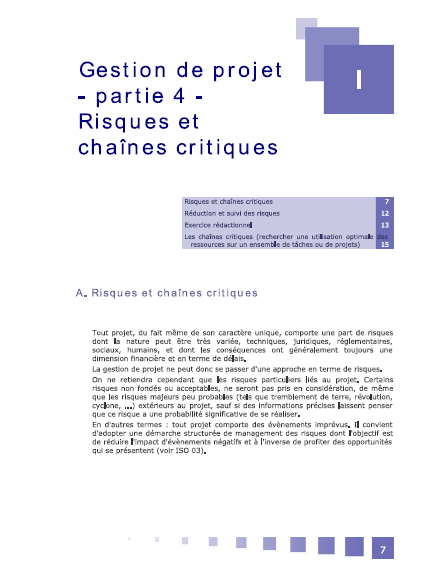 Gestion de projet
- partie 4 -
Risques et
chaînes critiques
I
Risques et chaînes critiques 7
Réduction et suivi des risques 12
Exercice rédactionnel 13
Les chaînes critiques (rechercher une utilisation optimale des
ressources sur un ensemble de tâches ou de projets) 15
A. Risques et chaînes critiques
Tout projet, du fait même de son caractère unique, comporte une part de risques
dont la nature peut être très variée, techniques, juridiques, réglementaires,
sociaux, humains, et dont les conséquences ont généralement toujours une
dimension financière et en terme de délais.
La gestion de projet ne peut donc se passer d'une approche en terme de risques.
On ne retiendra cependant que les risques particuliers liés au projet. Certains
risques non fondés ou acceptables, ne seront pas pris en considération, de même
que les risques majeurs peu probables (tels que tremblement de terre, révolution,
cyclone, ...) extérieurs au projet, sauf si des informations précises laissent penser
que ce risque a une probabilité significative de se réaliser.
En d'autres termes : tout projet comporte des évènements imprévus. Il convient
d'adopter une démarche structurée de management des risques dont l'objectif est
de réduire l'impact d'évènements négatifs et à l'inverse de profiter des opportunités
qui se présentent (voir ISO 03).
7